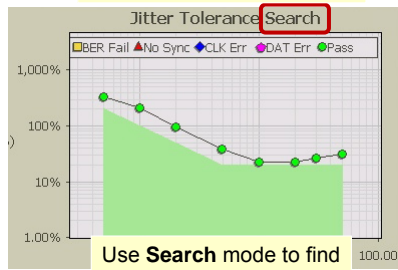 Jitter Tolerance Search
BER Fail No Sync CLK Err DAT Err Pass
1,000%
100%
)
10%
1.00%
100.00
Use Search mode to find